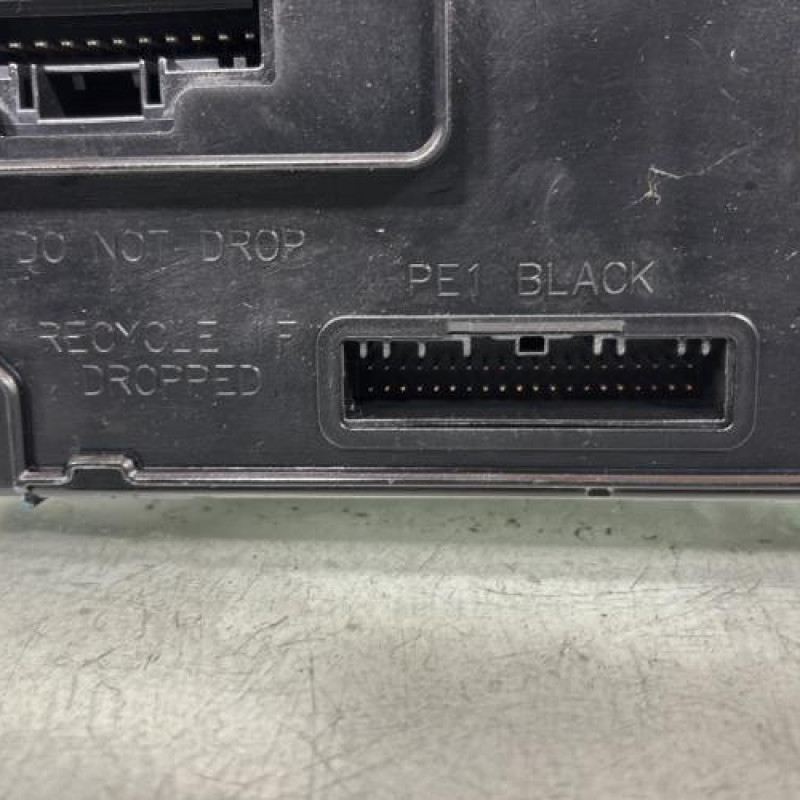 DO NOT DROP
PE1 BLACK
RECYCLE IF
DROPPED